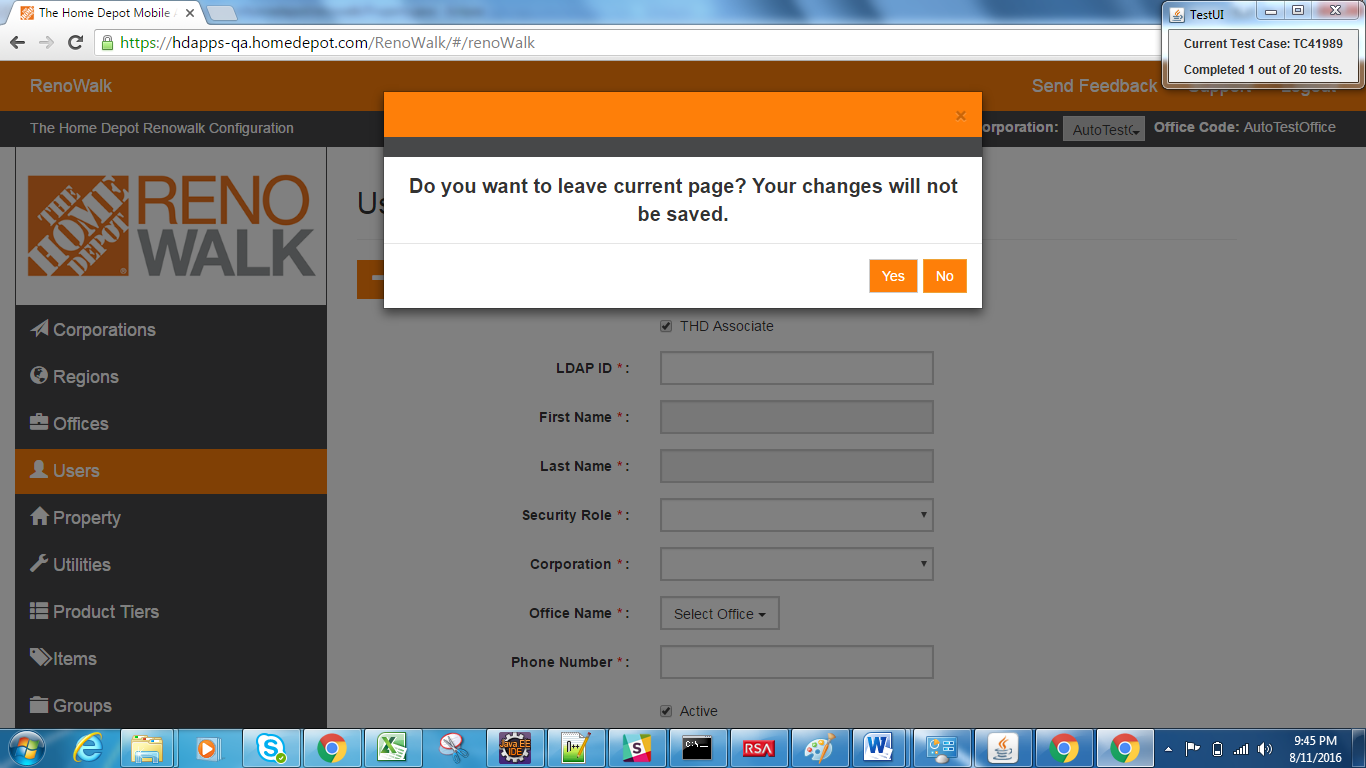 The Home Depot Mobile
TestUI
Current Test Case: TC41989
Completed 1 out of 20 tests.
https://hdapps-qa.homedepot.com/RenoWalk/#/renoWalk
RenoWalk
Send Feedback
Support
Logout
The Home Depot Renowalk Configuration
orporation:
AutoTestO
Office Code: AutoTestOffice
×
Do you want to leave current page? Your changes will not
be saved.
Yes
No
THE
HOME
DEPOT
RENO
WALK
Us
Corporations
Regions
Offices
Users
Property
Utilities
Product Tiers
Items
Groups
THD Associate
LDAP ID * :
First Name * :
Last Name * :
Security Role * :
Corporation * :
Office Name * :
Select Office
Phone Number * :
Active
Java EE
IDE
RSA
9:45 PM
8/11/2016